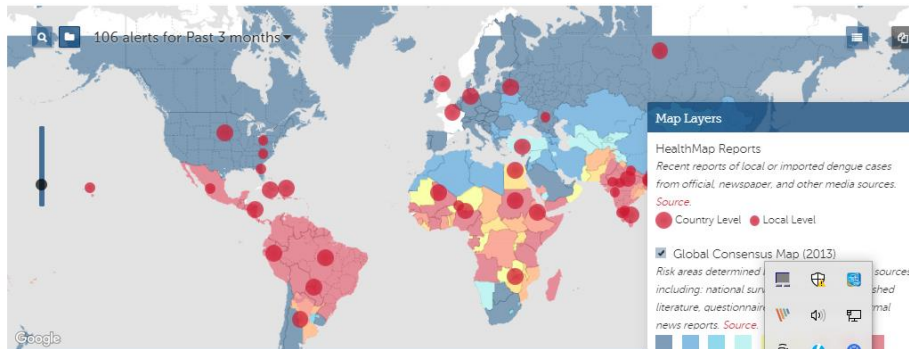 106 alerts for Past 3 months
Map Layers
HealthMap Reports
Recent reports of local or imported dengue cases
from official, newspaper, and other media sources.
Source.
Country Level Local Level
Global Consensus Map (2013)
Risk areas determined sources
including: national shed
literature, rmal
news reports. Source.
Google